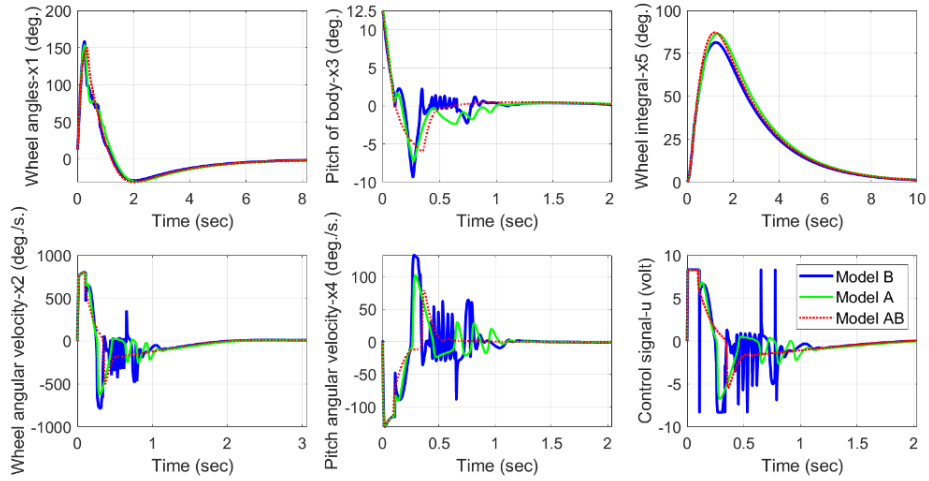 Wheel angles-x1 (deg.)
200
150
100
50
0
0 2 4 6 8
Time (sec)
Pitch of body-x3 (deg.)
12.5
10
5
0
-5
-10
0 0.5 1 1.5 2
Time (sec)
Wheel integral-x5 (deg.)
100
75
50
25
0
0 2 4 6 8 10
Time (sec)
Wheel angular velocity-x2 (deg./s.)
1000
500
0
-500
-1000
0 1 2 3
Time (sec)
Pitch angular velocity-x4 (deg./s.)
100
50
0
-50
-100
0 0.5 1 1.5 2
Time (sec)
Control signal-u (volt)
10
5
0
-5
-10
0 0.5 1 1.5 2
Time (sec)
Model B
Model A
Model AB